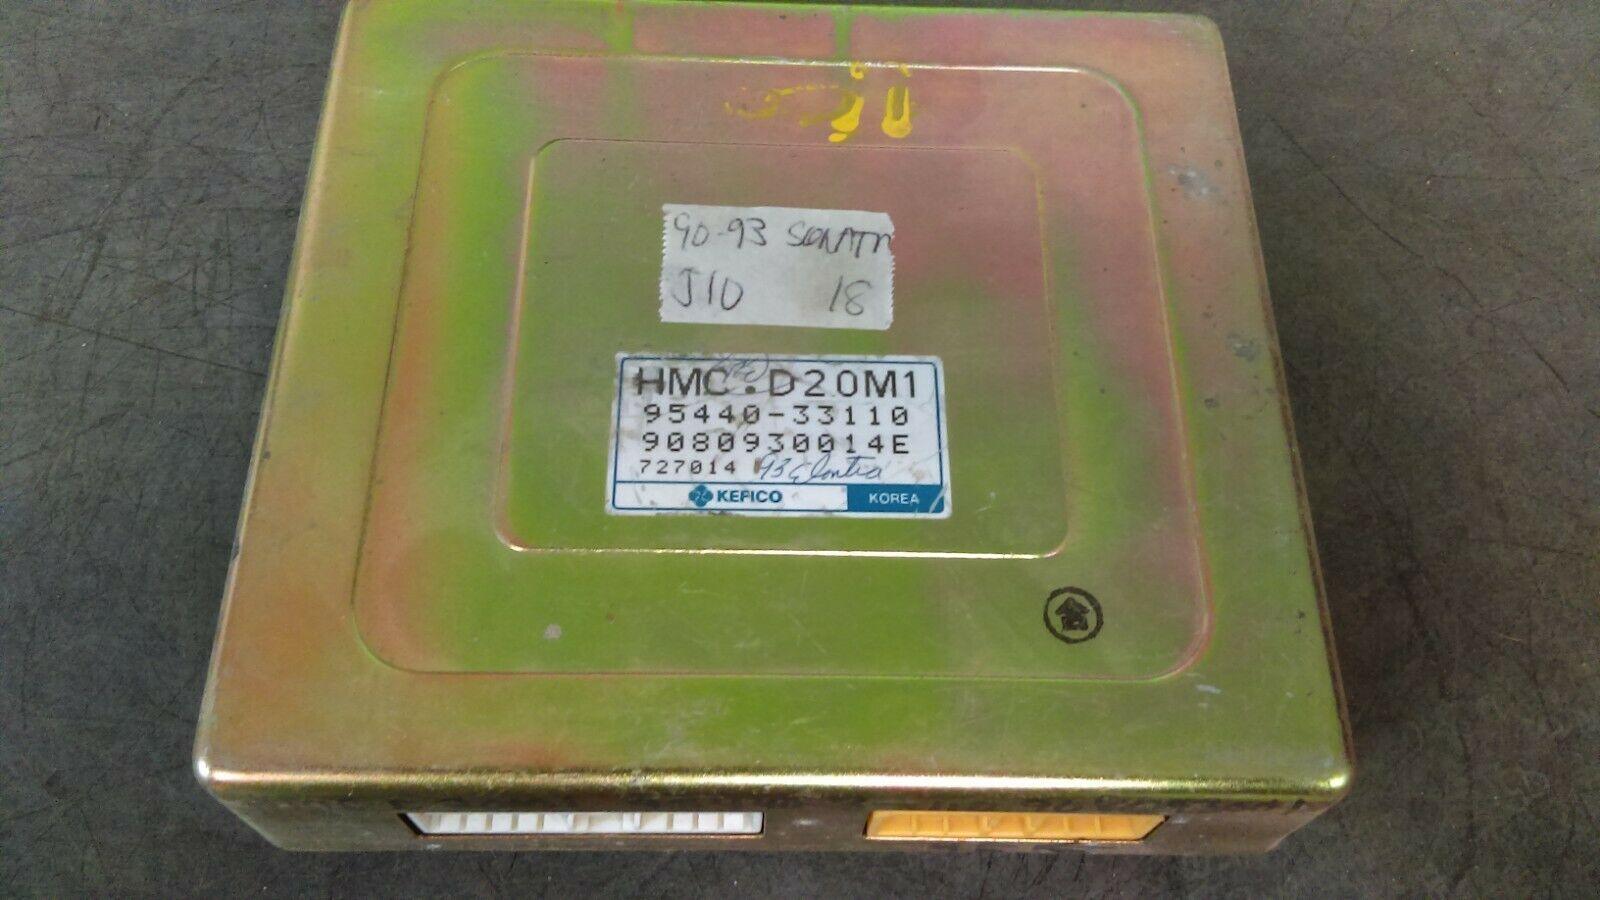 90-93 SONATA
J10 18
HMC.D20M1
95440-33110
9080930014E
727014 93 Elantra
KEFICO
KOREA